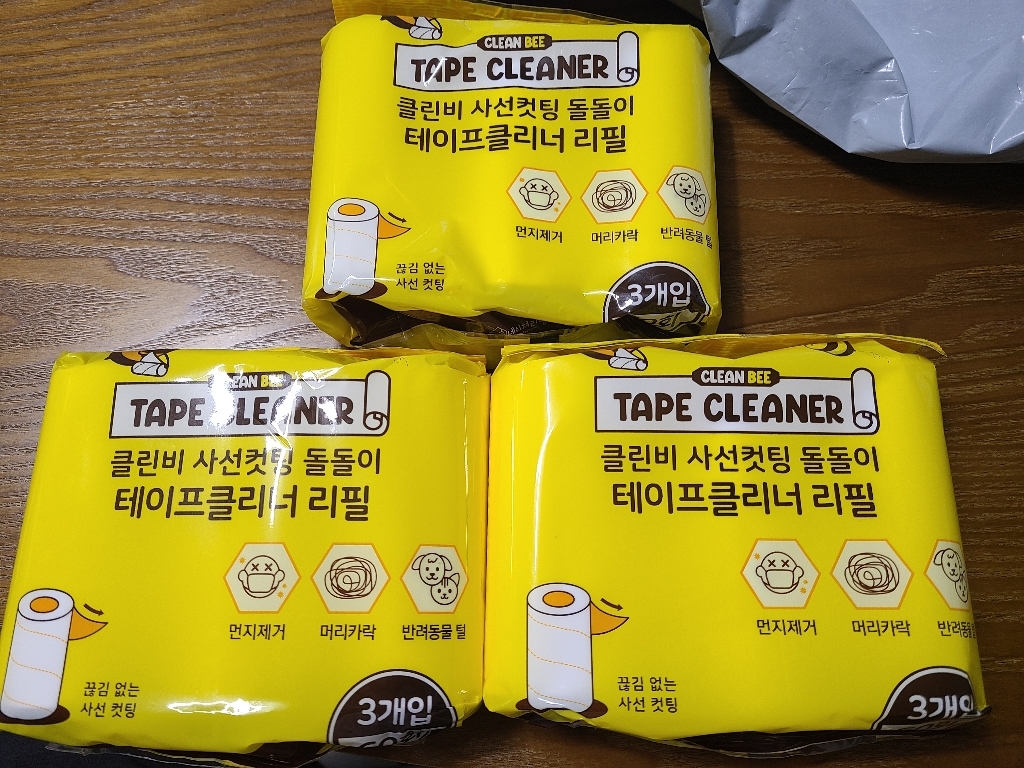 CLEAN BEE
TAPE CLEANER
클린비 사선컷팅 돌돌이
테이프클리너 리필
먼지제거
머리카락
반려동물 털
끊김 없는
사선 컷팅
3개입
CLEAN BEE
TAPE CLEANER
클린비 사선컷팅 돌돌이
테이프클리너 리필
먼지제거
머리카락
반려동물 털
끊김 없는
사선 컷팅
3개입
CLEAN BEE
TAPE CLEANER
클린비 사선컷팅 돌돌이
테이프클리너 리필
먼지제거
머리카락
끊김 없는
사선 컷팅
3개입